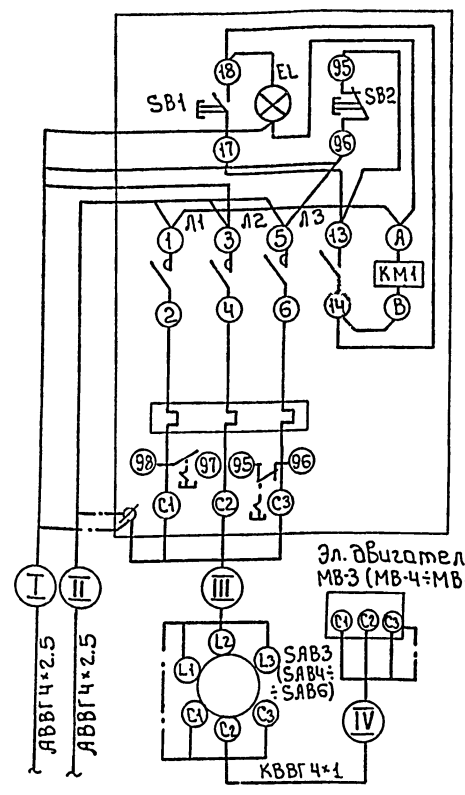 18
EL
95
SB1
SB2
17
96
Л1
Л2
Л3
1
3
5
13
A
КМ1
2
4
6
14
B
98
97
95
96
C1
C2
C3
Эл. двигател
МВ-3 (МВ-4÷МВ
I
II
III
C1
C2
C3
L2
L1
L3
SAB3
(SAB4÷
÷SAB6)
C1
C2
C3
IV
АВВГ 4×2.5
АВВГ 4×2.5
КВВГ 4×1